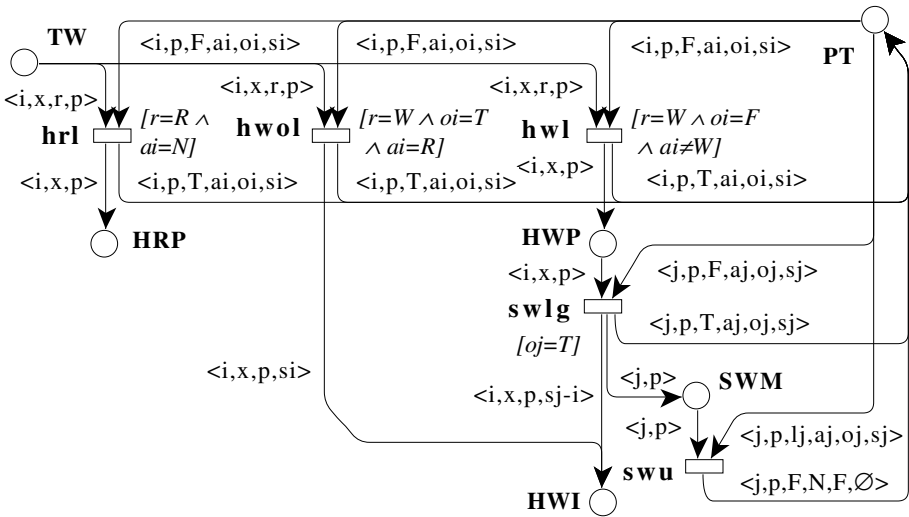 TW
<i,p,F,ai,oi,si> <i,p,F,ai,oi,si> <i,p,F,ai,oi,si>
PT
<i,x,r,p> <i,x,r,p> <i,x,r,p>
hrl [r=R ∧ ai=N]
hwol [r=W ∧ oi=T ∧ ai=R]
hwl [r=W ∧ oi=F ∧ ai≠W]
<i,x,p> <i,p,T,ai,oi,si> <i,p,T,ai,oi,si> <i,x,p> <i,p,T,ai,oi,si>
HRP HWP
<i,x,p> <j,p,F,aj,oj,sj>
swlg <j,p,T,aj,oj,sj>
[oj=T]
<i,x,p,si> <i,x,p,sj-i> <j,p> SWM
<j,p> <j,p,lj,aj,oj,sj>
swu <j,p,F,N,F,∅>
HWI